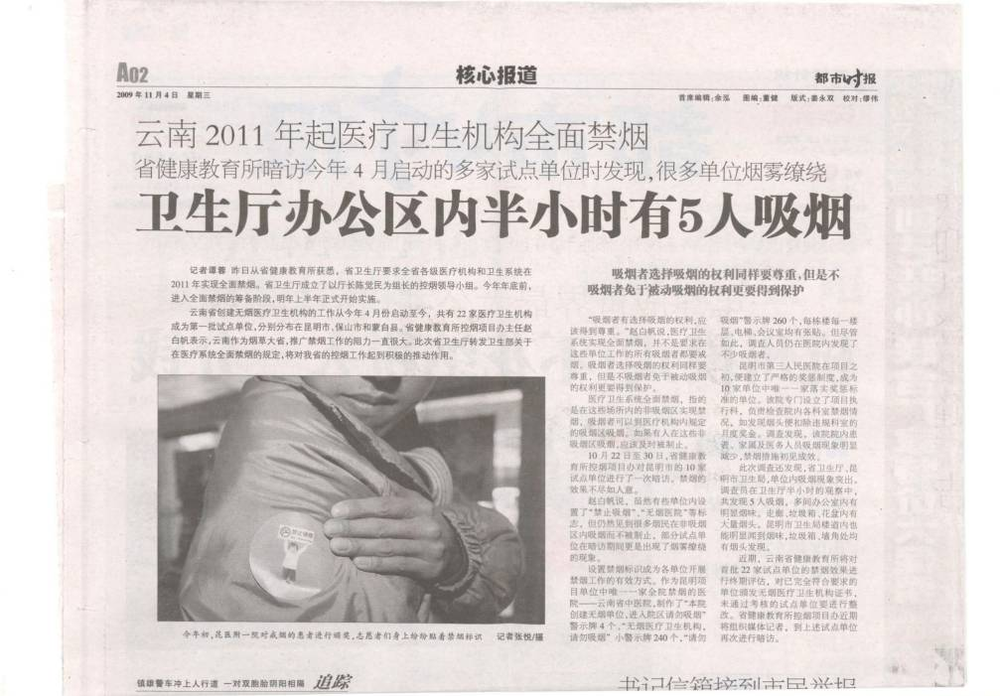 A02
核心报道
都市时报
2009年11月4日 星期三
首席编辑:余泓 图编:董健 版式:姜永双 校对:缪伟
云南2011年起医疗卫生机构全面禁烟
省健康教育所暗访今年4月启动的多家试点单位时发现,很多单位烟雾缭绕
卫生厅办公区内半小时有5人吸烟
记者谭蓉 昨日从省健康教育所获悉，省卫生厅要求全省各级医疗机构和卫生系统在
2011年实现全面禁烟。省卫生厅成立了以厅长陈觉民为组长的控烟领导小组。今年年底前,
进入全面禁烟的筹备阶段,明年上半年正式开始实施。
云南省创建无烟医疗卫生机构的工作从今年4月份启动至今，共有22家医疗卫生机构
成为第一批试点单位,分别分布在昆明市、保山市和蒙自县。省健康教育所控烟项目办主任赵
白帆表示,云南作为烟草大省,推广禁烟工作的阻力一直很大。此次省卫生厅转发卫生部关于
在医疗系统全面禁烟的规定,将对我省的控烟工作起到积极的推动作用。
今年初,昆医附一院对戒烟的患者进行颁奖,志愿者们身上纷纷贴着禁烟标识 记者张悦/摄
吸烟者选择吸烟的权利同样要尊重,但是不
吸烟者免于被动吸烟的权利更要得到保护
“吸烟者有选择吸烟的权利,应
该得到尊重。”赵白帆说,医疗卫生
系统实现全面禁烟，并不是要求在
这些单位工作的所有吸烟者都要戒
烟，吸烟者选择吸烟的权利同样要
尊重，但是不吸烟者免于被动吸烟
的权利更要得到保护。
医疗卫生系统全面禁烟，指的
是在这些场所内的非吸烟区实现禁
烟，吸烟者可以到医疗机构内规定
的吸烟区吸烟。如果有人在这些非
吸烟区吸烟,应该及时被制止。
10月22日至30日,省健康教
育所控烟项目办对昆明市的10家
试点单位进行了一次暗访。禁烟的
效果不尽如人意。
赵白帆说，虽然有些单位内设
置了“禁止吸烟”、“无烟医院”等标
志，但仍然见到很多烟民在非吸烟
区内吸烟而不被制止，部分试点单
位在暗访期间更是出现了烟雾缭绕
的现象。
设置禁烟标识成为各单位开展
禁烟工作的有效方式。作为昆明项
目单位中唯一一家全院禁烟的医
院——云南省中医院,制作了“本院
创建无烟单位,进入院区请勿吸烟”
警示牌4个、“无烟医疗卫生机构，
请勿吸烟”小警示牌240个、“请勿
吸烟”警示牌260个,每栋楼每一楼
层、电梯、会议室均有张贴。但尽管
如此，调查人员仍在医院内发现了
不少吸烟者。
昆明市第三人民医院在项目之
初,便建立了严格的奖惩制度,成为
10家单位中唯一一家落实奖惩标
准的单位。该院专门设立了项目执
行科，负责检查院内各科室禁烟情
况，如发现烟头便扣除违规科室的
月度奖金。调查发现，该院院内患
者、家属及医务人员吸烟现象明显
减少,禁烟措施初见成效。
此次调查还发现,省卫生厅、昆
明市卫生局,单位内吸烟现象突出,
调查员在卫生厅半小时的观察中，
共发现5人吸烟，多间办公室内有
明显烟味。走廊、垃圾箱、花盆内有
大量烟头。昆明市卫生局楼道内也
能明显闻到烟味,垃圾箱、墙角处均
有烟头发现。
近期，云南省健康教育所将对
首批22家试点单位的禁烟效果进
行终期评估，对已完全符合要求的
单位颁发无烟医疗卫生机构证书，
未通过考核的试点单位要进行整
改。省健康教育所控烟项目办近期
将组织媒体记者，到上述试点单位
再次进行暗访。
镇雄警车冲上人行道 一对双胞胎阴阳相隔 追踪
书记信箱接到市民举报